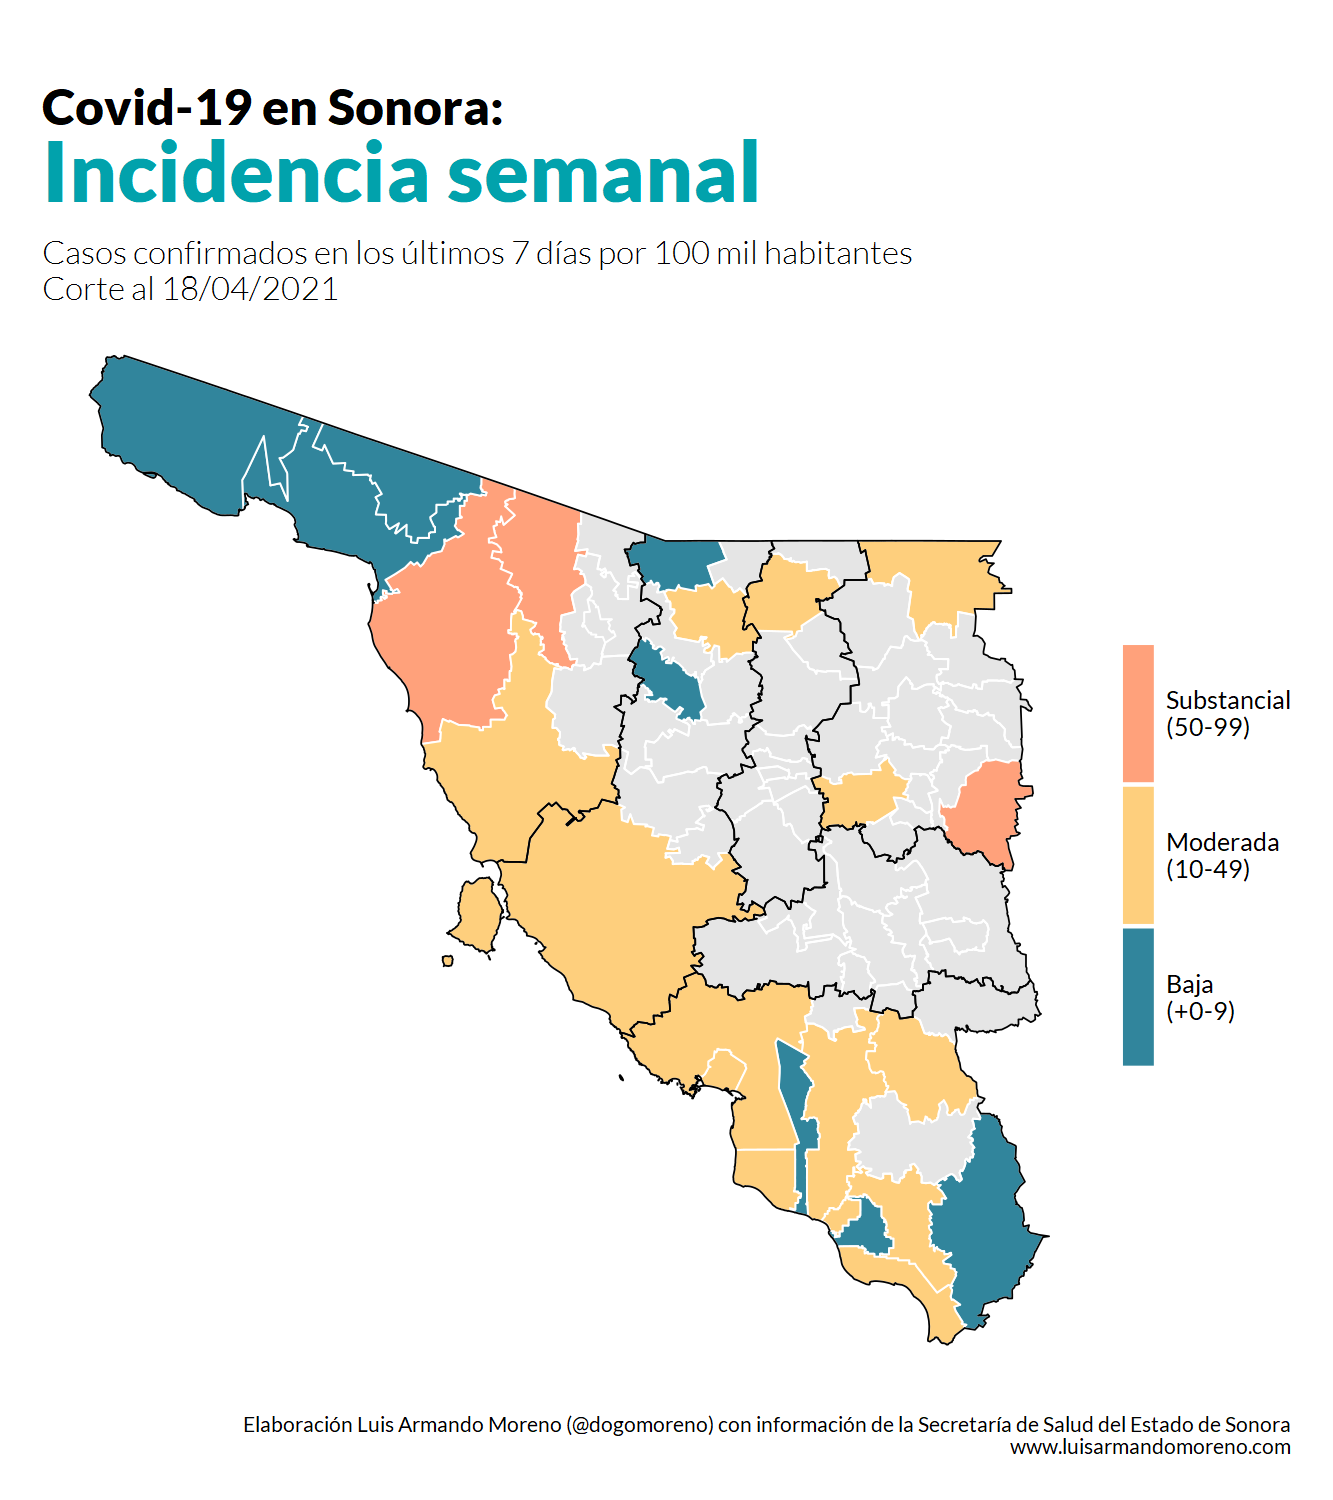 Covid-19 en Sonora:
Incidencia semanal
Casos confirmados en los últimos 7 días por 100 mil habitantes
Corte al 18/04/2021
Substancial
(50-99)
Moderada
(10-49)
Baja
(+0-9)
Elaboración Luis Armando Moreno (@dogomoreno) con información de la Secretaría de Salud del Estado de Sonora
www.luisarmandomoreno.com